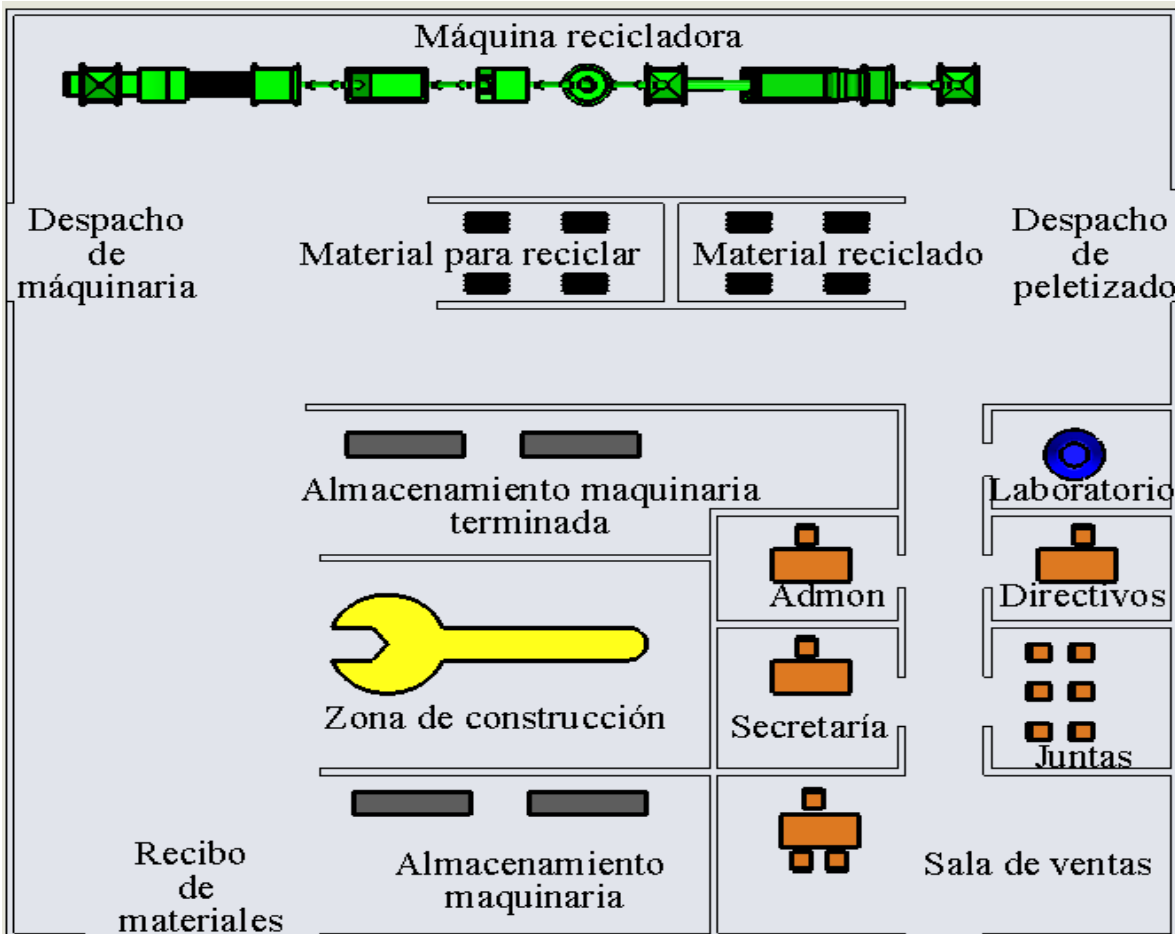 Máquina recicladora
Despacho
de
máquinaria
Material para reciclar
Material reciclado
Despacho
de
peletizado
Almacenamiento maquinaria
terminada
Laboratorio
Admon
Directivos
Zona de construcción
Secretaría
Juntas
Recibo
de
materiales
Almacenamiento
maquinaria
Sala de ventas